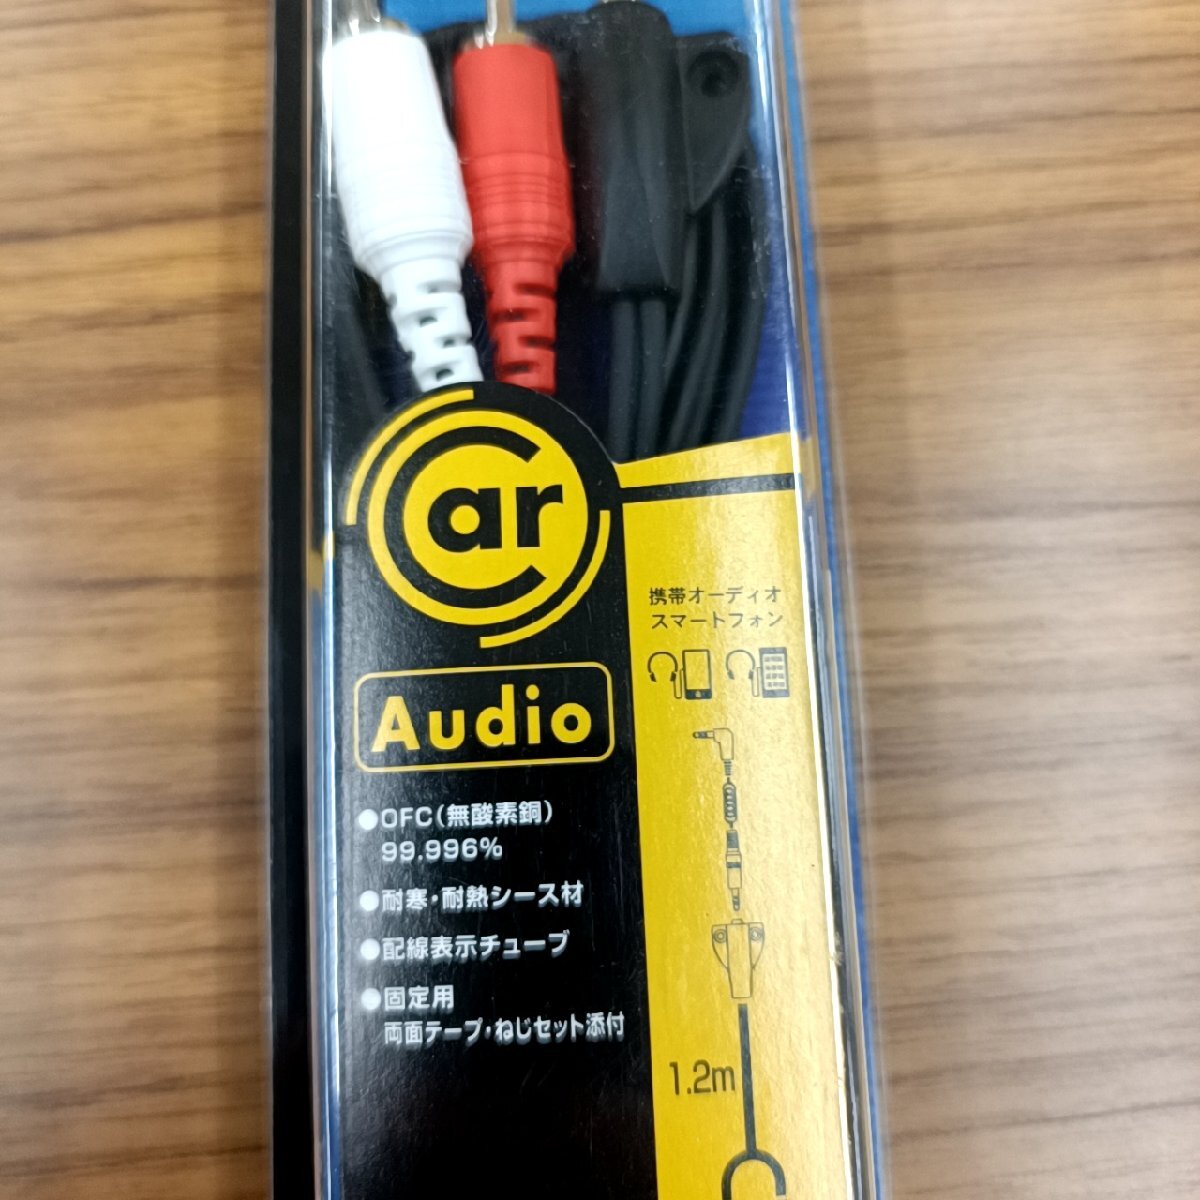 Car
Audio
●OFC(無酸素銅)
99.996%
●耐寒・耐熱シース材
●配線表示チューブ
●固定用
両面テープ・ねじセット添付
携帯オーディオ
スマートフォン
1.2m